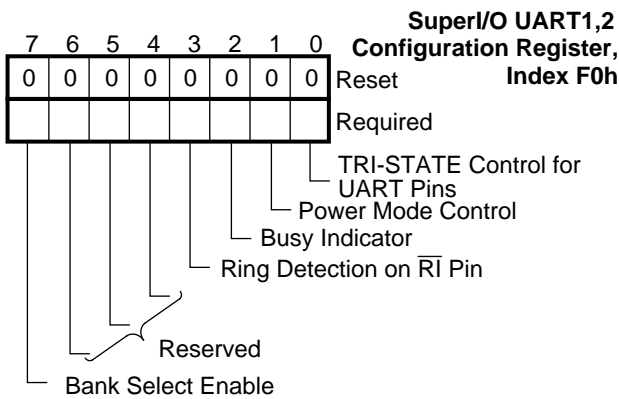 SuperI/O UART1,2
Configuration Register,
Index F0h
7 6 5 4 3 2 1 0
0 0 0 0 0 0 0 0 Reset
Required
TRI-STATE Control for
UART Pins
Power Mode Control
Busy Indicator
Ring Detection on R̅I̅ Pin
Reserved
Bank Select Enable